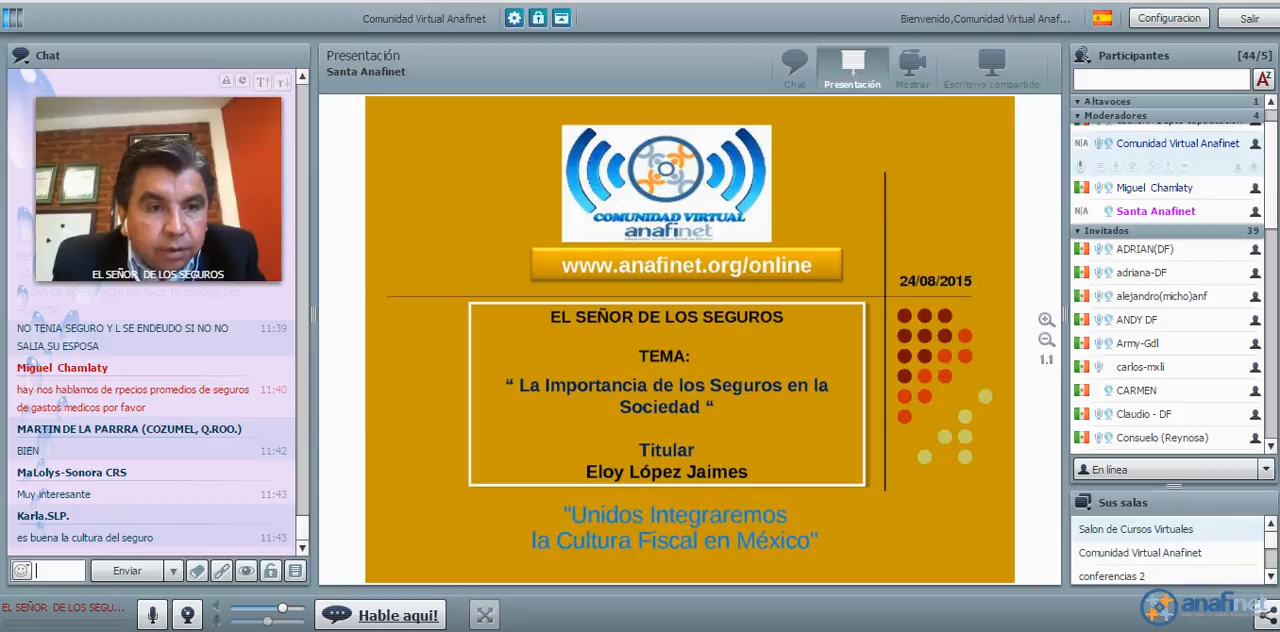 Comunidad Virtual Anafinet
Bienvenido,Comunidad Virtual Anaf...
Configuracion
Salir
Chat
EL SEÑOR DE LOS SEGUROS
NO TENIA SEGURO Y L SE ENDEUDO SI NO NO
SALIA SU ESPOSA
11:39
Miguel Chamlaty
hay nos hablamos de rpecios promedios de seguros
de gastos medicos por favor
11:40
MARTIN DE LA PARRRA (COZUMEL, Q.ROO.)
BIEN
11:42
MaLolys-Sonora CRS
Muy interesante
11:43
Karla.SLP.
es buena la cultura del seguro
11:43
Enviar
EL SEÑOR DE LOS SEGU...
Hable aqui!
Presentación
Santa Anafinet
Chat
Presentación
Mostrar
Escritorio compartido
COMUNIDAD VIRTUAL
anafinet
www.anafinet.org/online
24/08/2015
EL SEÑOR DE LOS SEGUROS
TEMA:
“ La Importancia de los Seguros en la
Sociedad “
Titular
Eloy López Jaimes
"Unidos Integraremos
la Cultura Fiscal en México"
1.1
Participantes
[44/5]
Altavoces 1
Moderadores 4
N/A Comunidad Virtual Anafinet
Miguel Chamlaty
N/A Santa Anafinet
Invitados 39
ADRIAN(DF)
adriana-DF
alejandro(micho)anf
ANDY DF
Army-Gdl
carlos-mxli
CARMEN
Claudio - DF
Consuelo (Reynosa)
En línea
Sus salas
Salon de Cursos Virtuales
Comunidad Virtual Anafinet
conferencias 2
anafinet